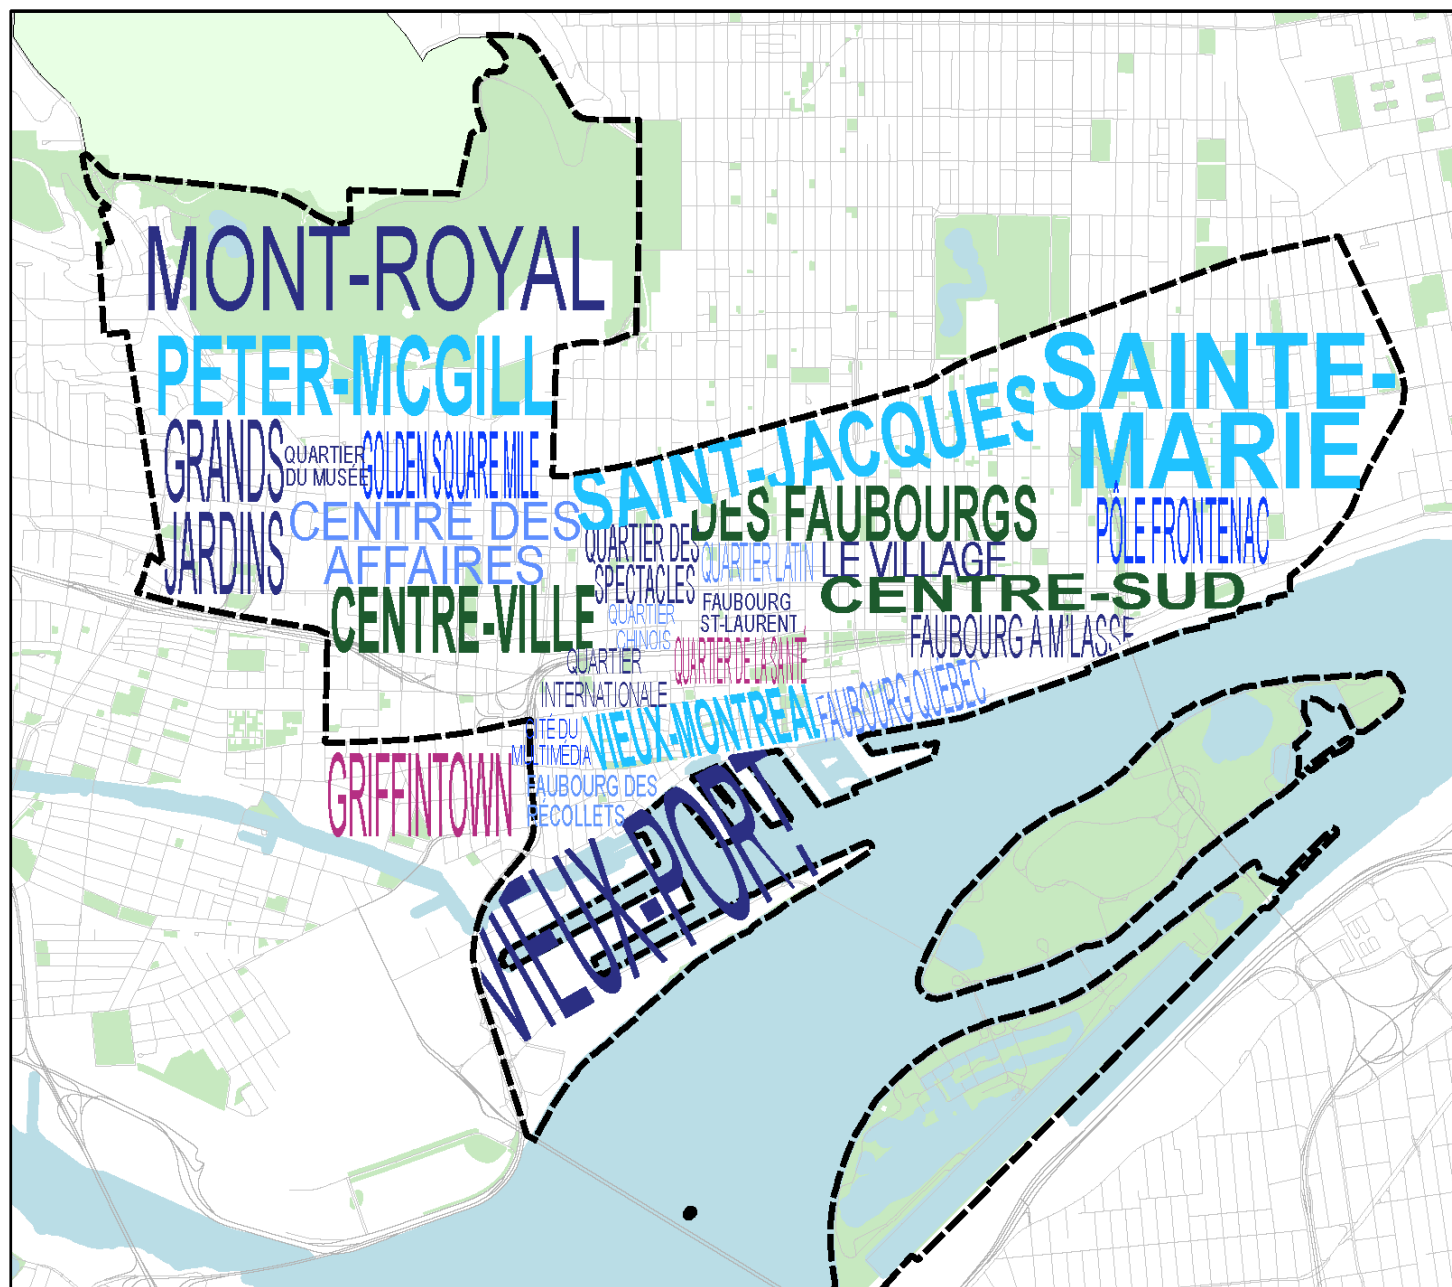 MONT-ROYAL
PETER-MCGILL
SAINTE-
MARIE
SAINT-JACQUES
GRANDS
JARDINS
QUARTIER
DU MUSÉE
GOLDEN SQUARE MILE
CENTRE DES
AFFAIRES
CENTRE-VILLE
DES FAUBOURGS
PÔLE FRONTENAC
QUARTIER DES
SPECTACLES
QUARTIER LATIN
LE VILLAGE
CENTRE-SUD
QUARTIER
CHINOIS
FAUBOURG
ST-LAURENT
FAUBOURG A M'LASSE
QUARTIER
INTERNATIONALE
QUARTIER DE LA SANTÉ
CITÉ DU
MULTIMEDIA
VIEUX-MONTREAL
FAUBOURG QUEBEC
GRIFFINTOWN
FAUBOURG DES
RÉCOLLETS
VIEUX-PORT